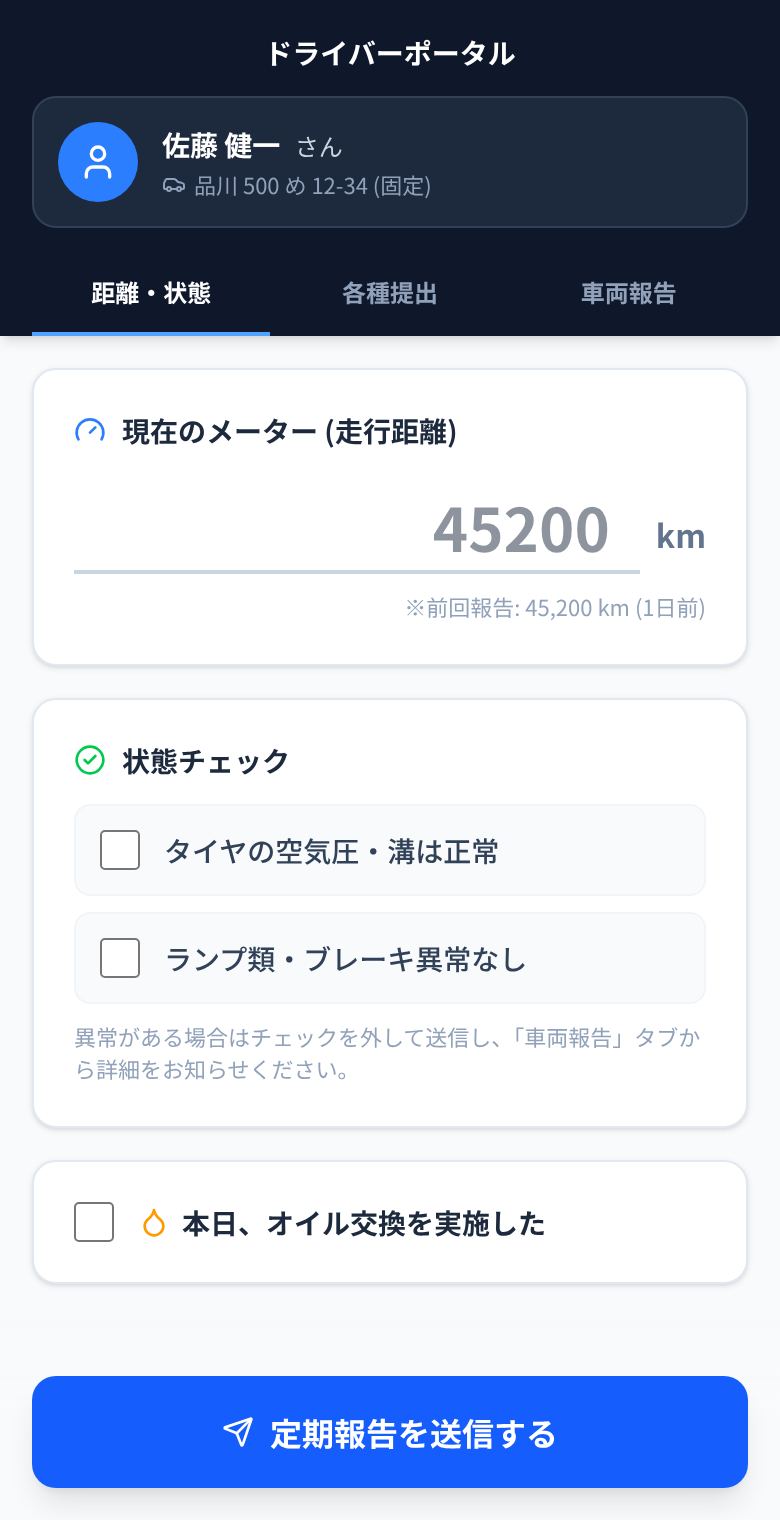 ドライバーポータル
佐藤 健一 さん
品川 500 め 12-34 (固定)
距離・状態 各種提出 車両報告
現在のメーター (走行距離)
45200 km
※前回報告: 45,200 km (1日前)
状態チェック
タイヤの空気圧・溝は正常
ランプ類・ブレーキ異常なし
異常がある場合はチェックを外して送信し、「車両報告」タブか
ら詳細をお知らせください。
本日、オイル交換を実施した
定期報告を送信する